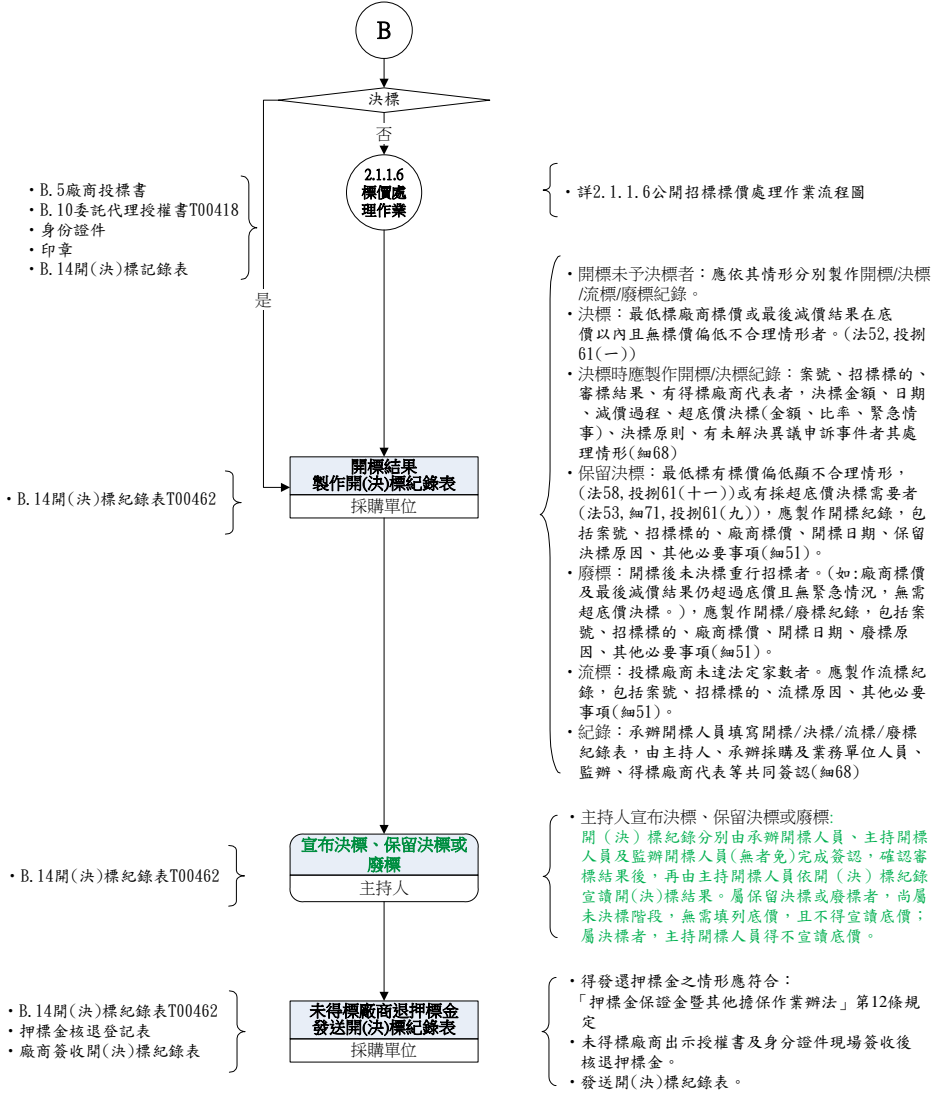 B
決標
否
2.1.1.6
標價處
理作業
・詳2.1.1.6公開招標標價處理作業流程圖
・B.5廠商投標書
・B.10委託代理授權書T00418
・身份證件
・印章
・B.14開(決)標記錄表
是
・開標未予決標者：應依其情形分別製作開標/決標
/流標/廢標紀錄。
・決標：最低標廠商標價或最後減價結果在底
價以內且無標價偏低不合理情形者。(法52,投捌
61(一))
・決標時應製作開標/決標紀錄：案號、招標標的、
審標結果、有得標廠商代表者，決標金額、日期
、減價過程、超底價決標(金額、比率、緊急情
事)、決標原則、有未解決異議申訴事件者其處
理情形(細68)
・保留決標：最低標有標價偏低顯不合理情形，
(法58,投捌61(十一))或有採超底價決標需要者
(法53,細71,投捌61(九))，應製作開標紀錄，包
括案號、招標標的、廠商標價、開標日期、保留
決標原因、其他必要事項(細51)。
・廢標：開標後未決標重行招標者。(如:廠商標價
及最後減價結果仍超過底價且無緊急情況，無需
超底價決標。)，應製作開標/廢標紀錄，包括案
號、招標標的、廠商標價、開標日期、廢標原
因、其他必要事項(細51)。
・流標：投標廠商未達法定家數者。應製作流標紀
錄，包括案號、招標標的、流標原因、其他必要
事項(細51)。
・紀錄：承辦開標人員填寫開標/決標/流標/廢標
紀錄表，由主持人、承辦採購及業務單位人員、
監辦、得標廠商代表等共同簽認(細68)
開標結果
製作開(決)標紀錄表
採購單位
・B.14開(決)標紀錄表T00462
宣布決標、保留決標或
廢標
主持人
・B.14開(決)標紀錄表T00462
・主持人宣布決標、保留決標或廢標:
開（決）標紀錄分別由承辦開標人員、主持開標
人員及監辦開標人員(無者免)完成簽認，確認審
標結果後，再由主持開標人員依開（決）標紀錄
宣讀開(決)標結果。屬保留決標或廢標者，尚屬
未決標階段，無需填列底價，且不得宣讀底價；
屬決標者，主持開標人員得不宣讀底價。
・B.14開(決)標紀錄表T00462
・押標金核退登記表
・廠商簽收開(決)標紀錄表
未得標廠商退押標金
發送開(決)標紀錄表
採購單位
・得發還押標金之情形應符合：
「押標金保證金暨其他擔保作業辦法」第12條規
定
・未得標廠商出示授權書及身分證件現場簽收後
核退押標金。
・發送開(決)標紀錄表。